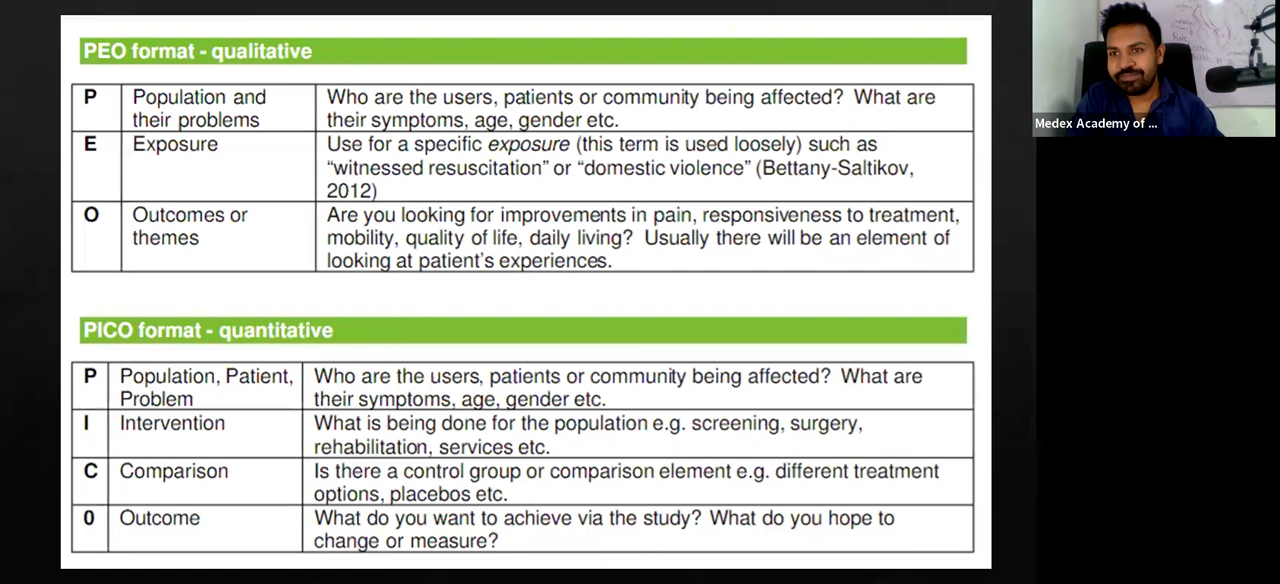 PEO format - qualitative
P Population and their problems Who are the users, patients or community being affected? What are
their symptoms, age, gender etc.
E Exposure Use for a specific exposure (this term is used loosely) such as
“witnessed resuscitation” or “domestic violence” (Bettany-Saltikov,
2012)
O Outcomes or themes Are you looking for improvements in pain, responsiveness to treatment,
mobility, quality of life, daily living? Usually there will be an element of
looking at patient's experiences.
PICO format - quantitative
P Population, Patient, Problem Who are the users, patients or community being affected? What are
their symptoms, age, gender etc.
I Intervention What is being done for the population e.g. screening, surgery,
rehabilitation, services etc.
C Comparison Is there a control group or comparison element e.g. different treatment
options, placebos etc.
0 Outcome What do you want to achieve via the study? What do you hope to
change or measure?
Medex Academy of ...